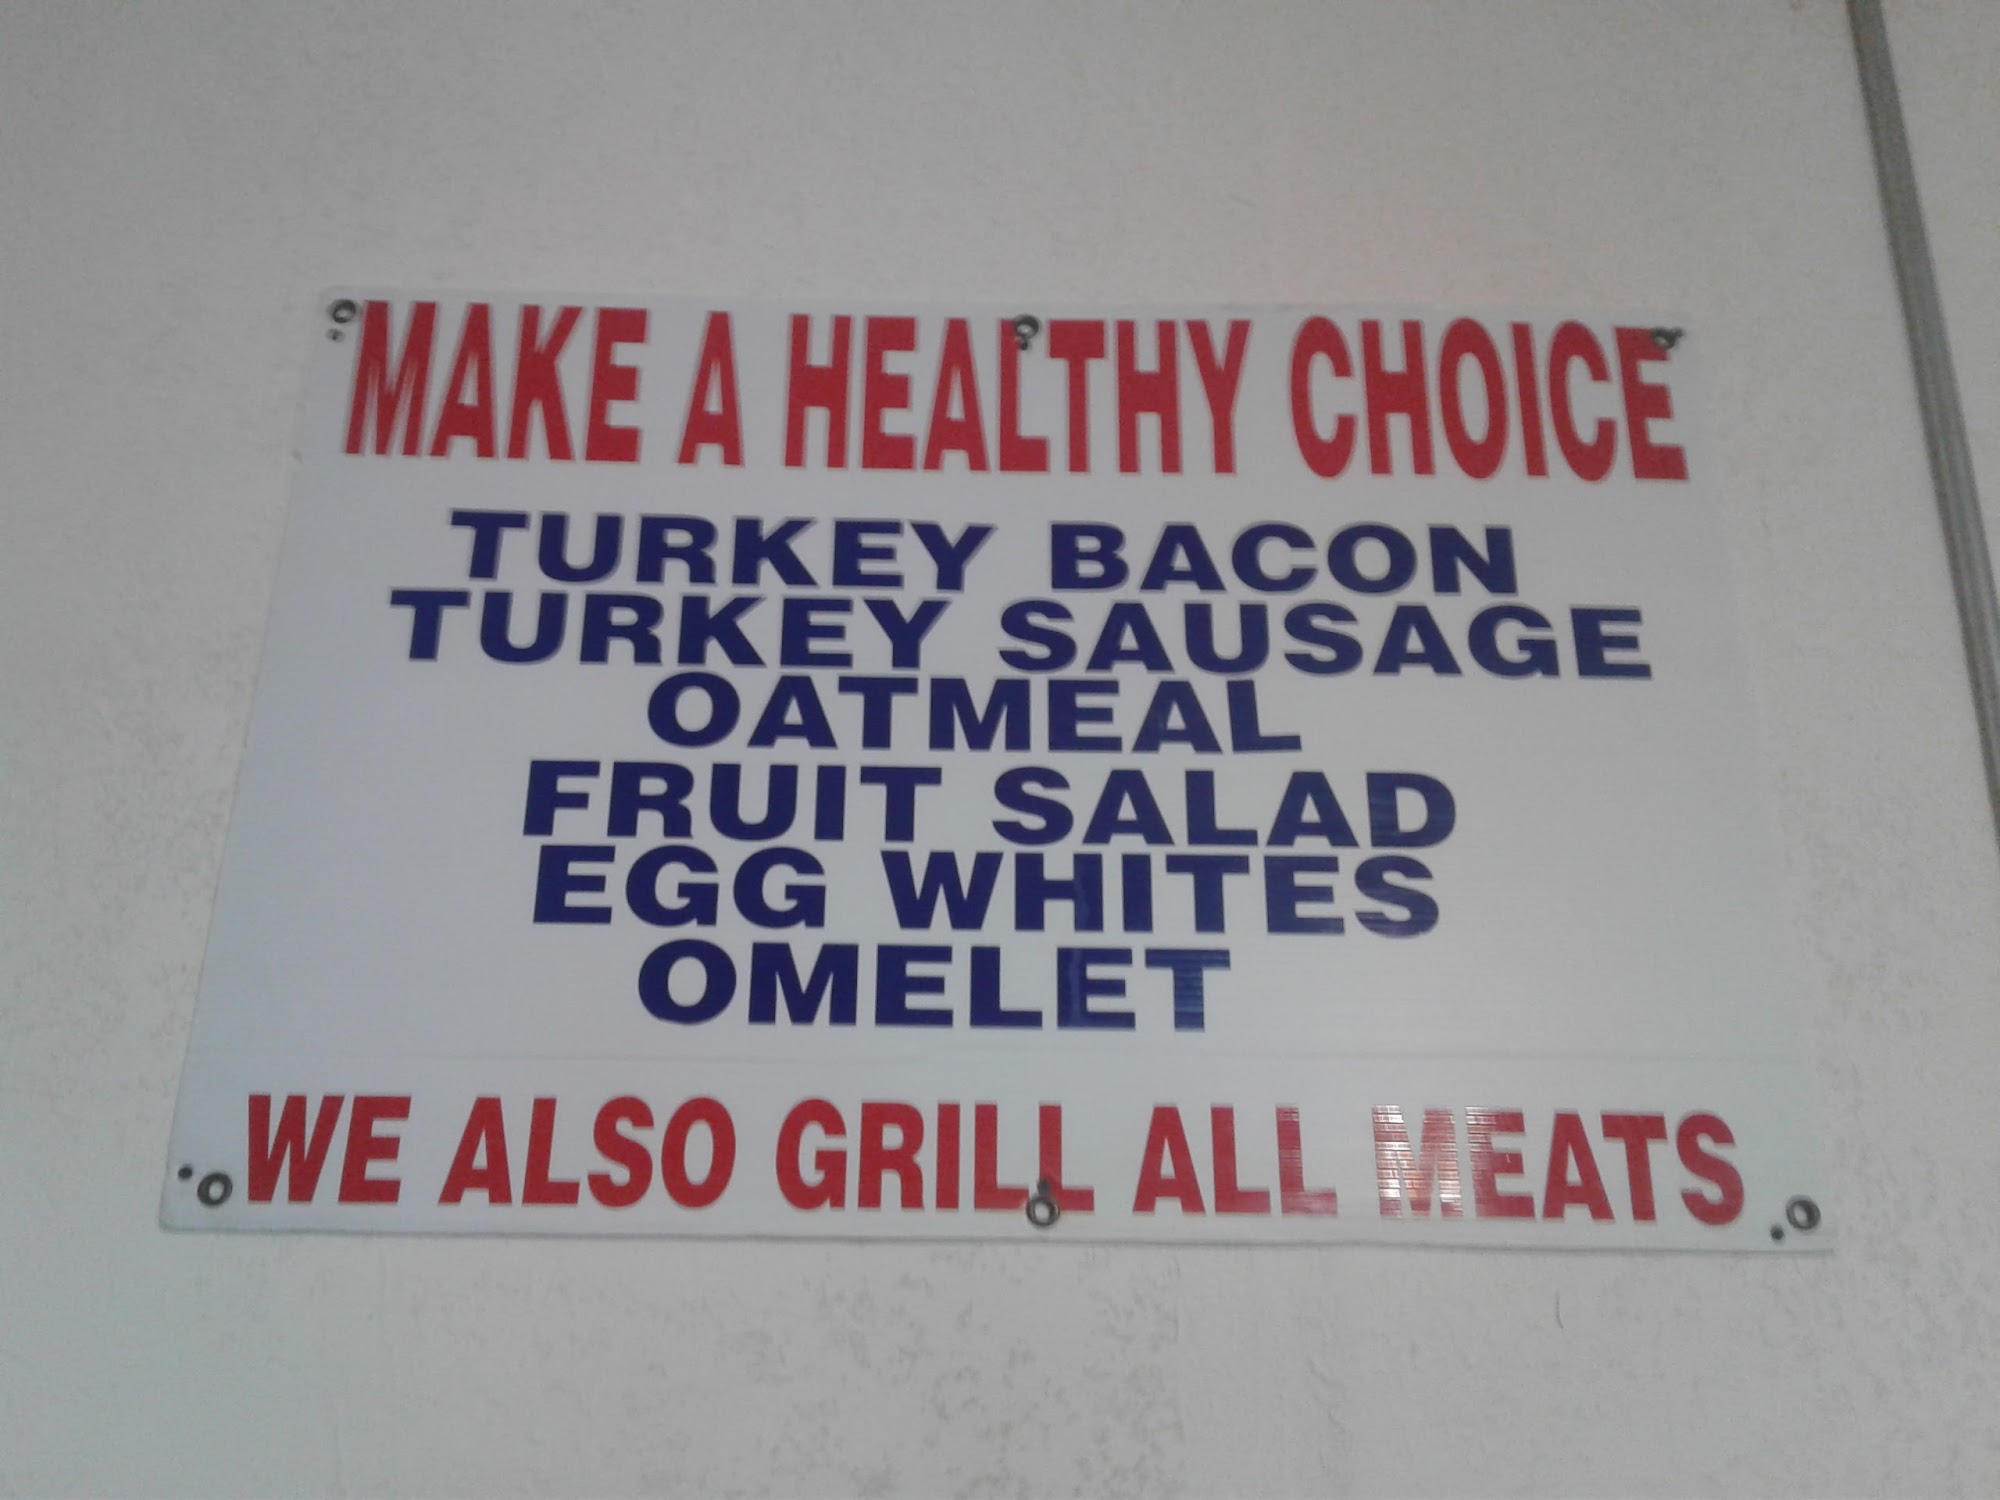 MAKE A HEALTHY CHOICE
TURKEY BACON
TURKEY SAUSAGE
OATMEAL
FRUIT SALAD
EGG WHITES
OMELET
WE ALSO GRILL ALL MEATS